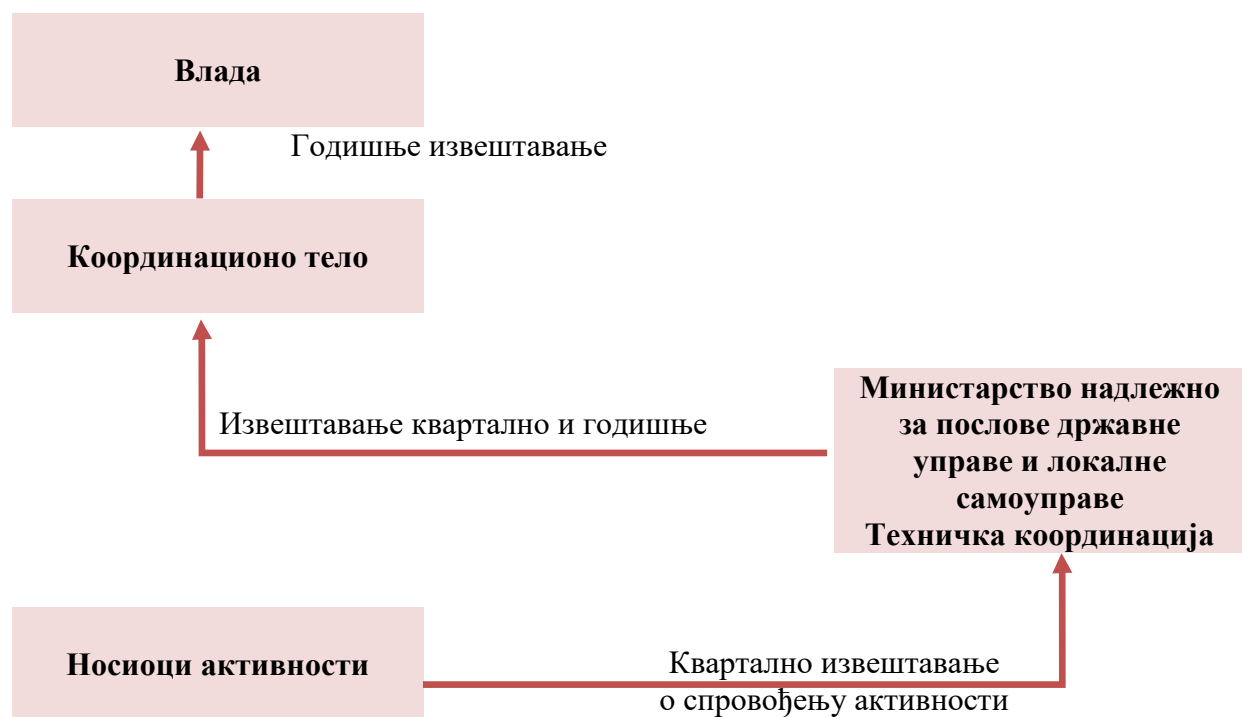 Влада
Годишње извештавање
Координационо тело
Извештавање квартално и годишње
Министарство надлежно
за послове државне
управе и локалне
самоуправе
Техничка координација
Носиоци активности
Квартално извештавање
о спровођењу активности